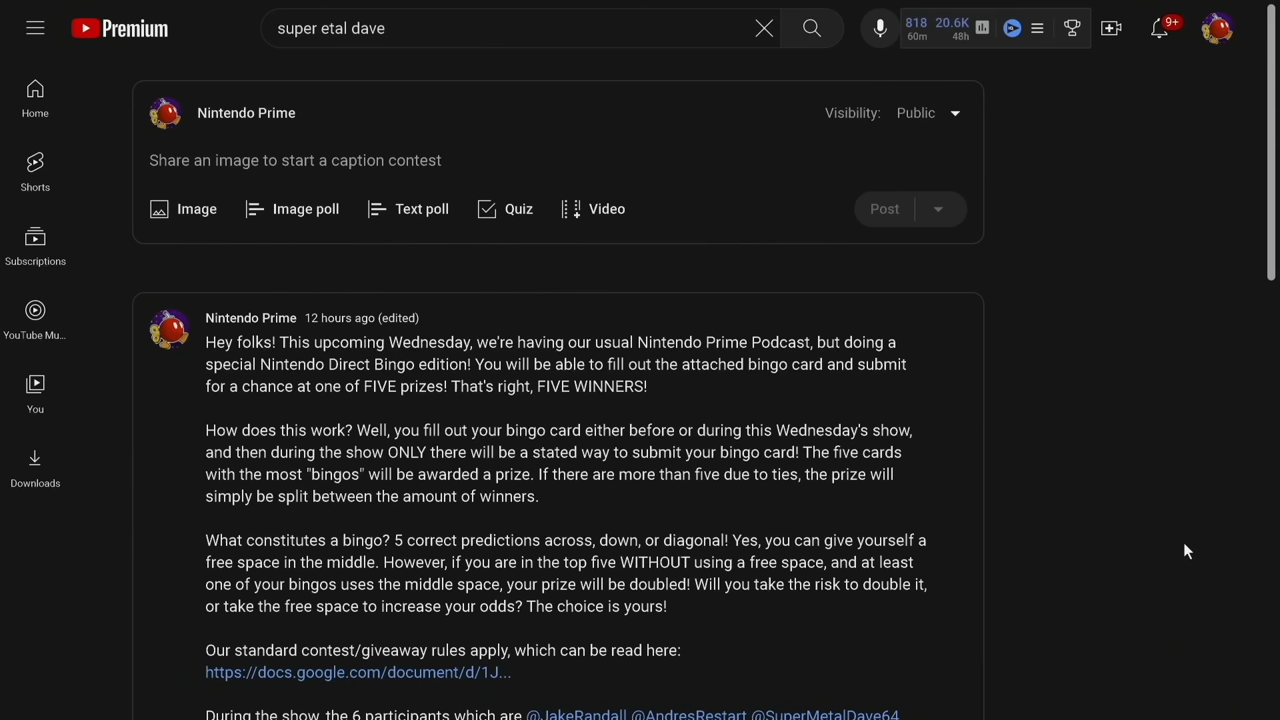 Premium
super etal dave
818 20.6K
60m 48h
9+
Home
Shorts
Subscriptions
YouTube Mu...
You
Downloads
Nintendo Prime
Visibility: Public
Share an image to start a caption contest
Image Image poll Text poll Quiz Video Post
Nintendo Prime 12 hours ago (edited)
Hey folks! This upcoming Wednesday, we're having our usual Nintendo Prime Podcast, but doing a
special Nintendo Direct Bingo edition! You will be able to fill out the attached bingo card and submit
for a chance at one of FIVE prizes! That's right, FIVE WINNERS!
How does this work? Well, you fill out your bingo card either before or during this Wednesday's show,
and then during the show ONLY there will be a stated way to submit your bingo card! The five cards
with the most "bingos" will be awarded a prize. If there are more than five due to ties, the prize will
simply be split between the amount of winners.
What constitutes a bingo? 5 correct predictions across, down, or diagonal! Yes, you can give yourself a
free space in the middle. However, if you are in the top five WITHOUT using a free space, and at least
one of your bingos uses the middle space, your prize will be doubled! Will you take the risk to double it,
or take the free space to increase your odds? The choice is yours!
Our standard contest/giveaway rules apply, which can be read here:
https://docs.google.com/document/d/1J...
During the show, the 6 participants which are @JakeRandall @AndresRestart @SuperMetalDave64